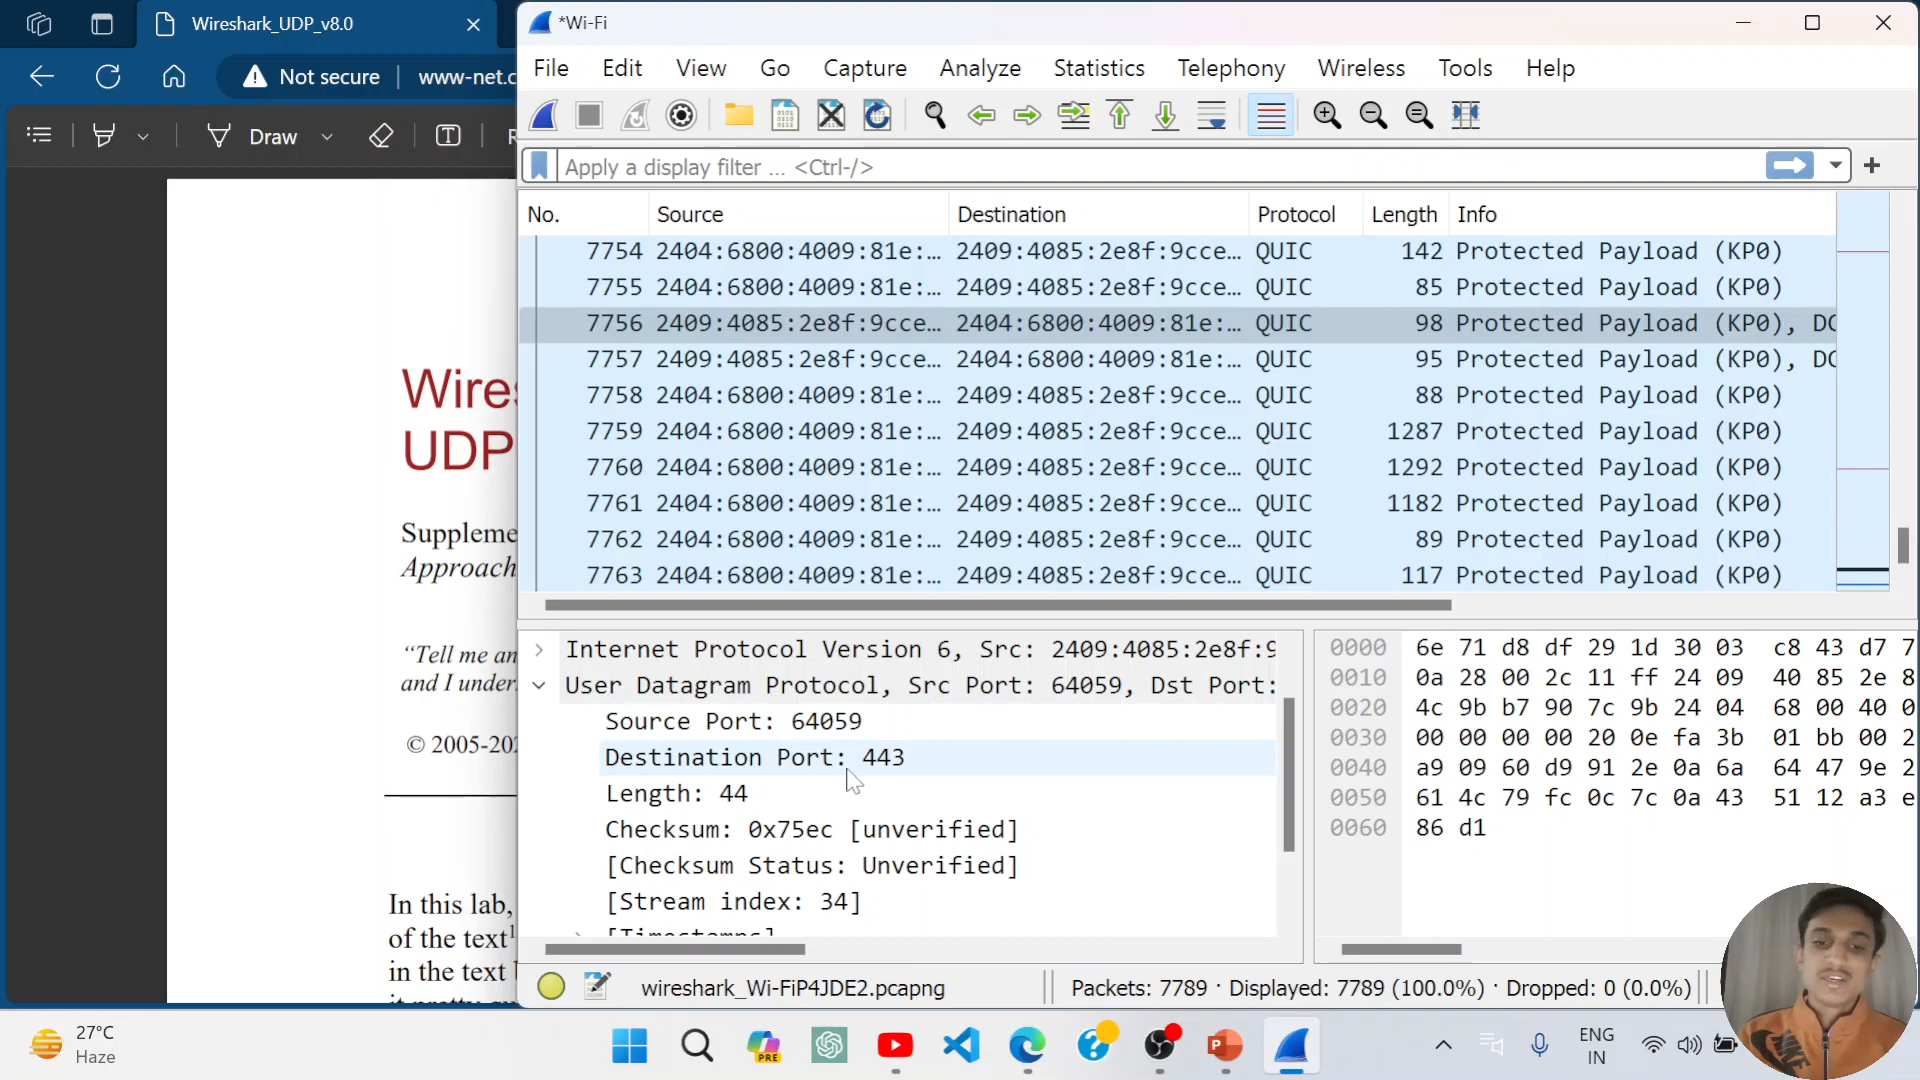 Wireshark_UDP_v8.0
Not secure
www-net.c
Draw
Wires
UDP
Suppleme
Approach
“Tell me an
and I under
© 2005-20
In this lab,
of the text1
in the text
*Wi-Fi
File Edit View Go Capture Analyze Statistics Telephony Wireless Tools Help
Apply a display filter … <Ctrl-/>
No. Source Destination Protocol Length Info
7754 2404:6800:4009:81e:… 2409:4085:2e8f:9cce… QUIC 142 Protected Payload (KP0)
7755 2404:6800:4009:81e:… 2409:4085:2e8f:9cce… QUIC 85 Protected Payload (KP0)
7756 2409:4085:2e8f:9cce… 2404:6800:4009:81e:… QUIC 98 Protected Payload (KP0), DC
7757 2409:4085:2e8f:9cce… 2404:6800:4009:81e:… QUIC 95 Protected Payload (KP0), DC
7758 2404:6800:4009:81e:… 2409:4085:2e8f:9cce… QUIC 88 Protected Payload (KP0)
7759 2404:6800:4009:81e:… 2409:4085:2e8f:9cce… QUIC 1287 Protected Payload (KP0)
7760 2404:6800:4009:81e:… 2409:4085:2e8f:9cce… QUIC 1292 Protected Payload (KP0)
7761 2404:6800:4009:81e:… 2409:4085:2e8f:9cce… QUIC 1182 Protected Payload (KP0)
7762 2404:6800:4009:81e:… 2409:4085:2e8f:9cce… QUIC 89 Protected Payload (KP0)
7763 2404:6800:4009:81e:… 2409:4085:2e8f:9cce… QUIC 117 Protected Payload (KP0)
Internet Protocol Version 6, Src: 2409:4085:2e8f:9
User Datagram Protocol, Src Port: 64059, Dst Port:
Source Port: 64059
Destination Port: 443
Length: 44
Checksum: 0x75ec [unverified]
[Checksum Status: Unverified]
[Stream index: 34]
[Timestamps]
0000 6e 71 d8 df 29 1d 30 03 c8 43 d7 7
0010 0a 28 00 2c 11 ff 24 09 40 85 2e 8
0020 4c 9b b7 90 7c 9b 24 04 68 00 40 0
0030 00 00 00 00 20 0e fa 3b 01 bb 00 2
0040 a9 09 60 d9 91 2e 0a 6a 64 47 9e 2
0050 61 4c 79 fc 0c 7c 0a 43 51 12 a3 e
0060 86 d1
wireshark_Wi-FiP4JDE2.pcapng
Packets: 7789 · Displayed: 7789 (100.0%) · Dropped: 0 (0.0%)
27°C
Haze
PRE
ENG
IN